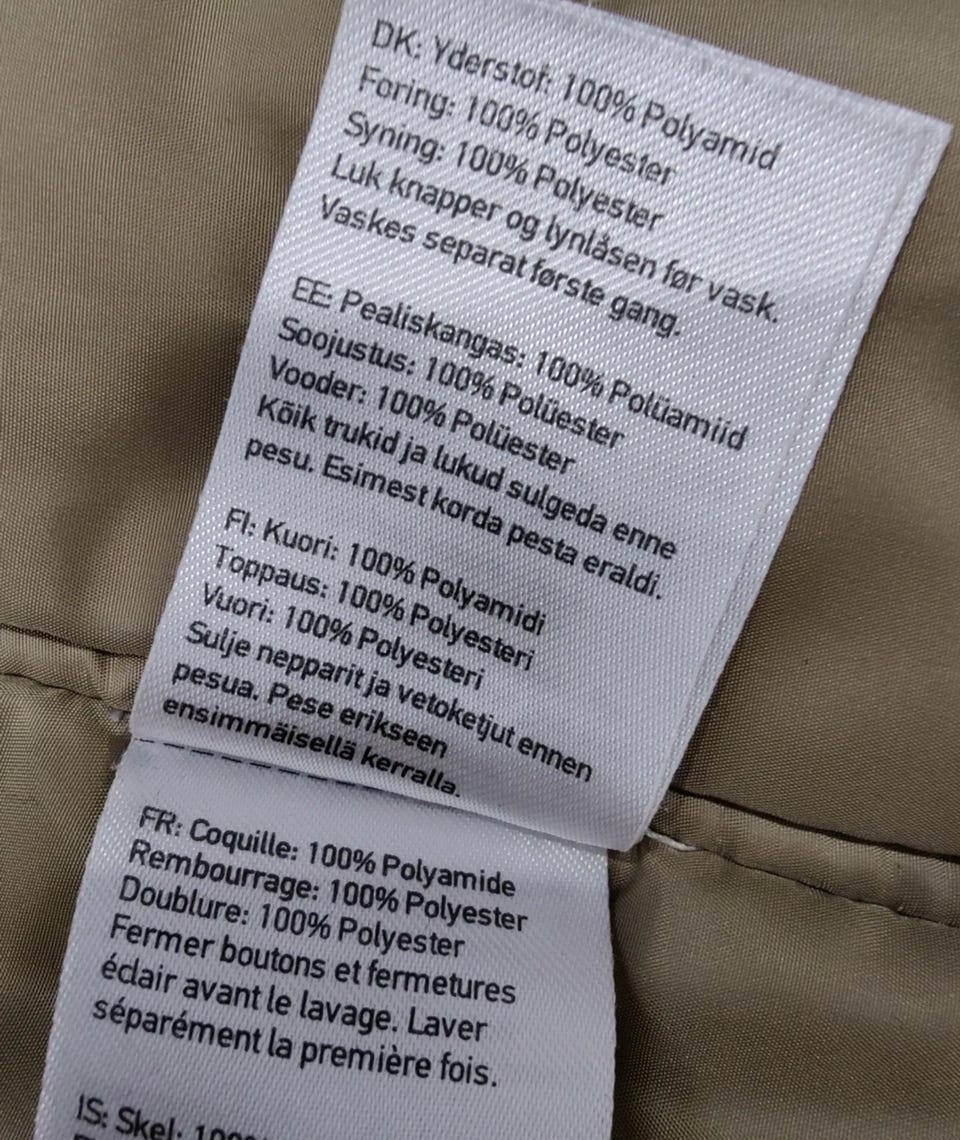 DK: Yderstof: 100% Polyamid
Foring: 100% Polyester
Syning: 100% Polyester
Luk knapper og lynlåsen før vask.
Vaskes separat første gang.
EE: Pealiskangas: 100% Polüamiid
Soojustus: 100% Polüester
Vooder: 100% Polüester
Kõik trukid ja lukud sulgeda enne
pesu. Esimest korda pesta eraldi.
FI: Kuori: 100% Polyamidi
Toppaus: 100% Polyesteri
Vuori: 100% Polyesteri
Sulje nepparit ja vetoketjut ennen
pesua. Pese erikseen
ensimmäisellä kerralla.
FR: Coquille: 100% Polyamide
Rembourrage: 100% Polyester
Doublure: 100% Polyester
Fermer boutons et fermetures
éclair avant le lavage. Laver
séparément la première fois.
IS: Skel: 100%